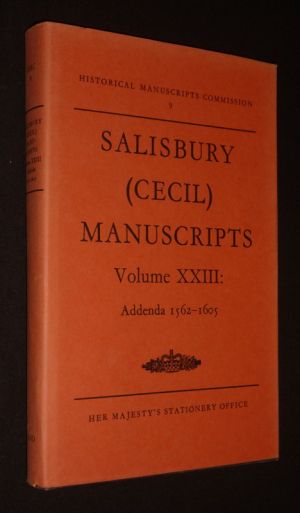 HISTORICAL MANUSCRIPTS COMMISSION
9
SALISBURY
(CECIL)
MANUSCRIPTS
Volume XXIII:
Addenda 1562–1605
HER MAJESTY'S STATIONERY OFFICE